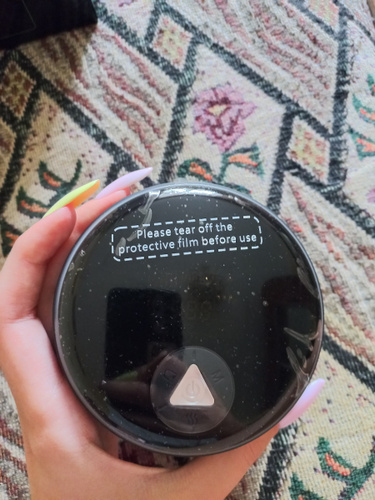 Please tear off the
protective film before use